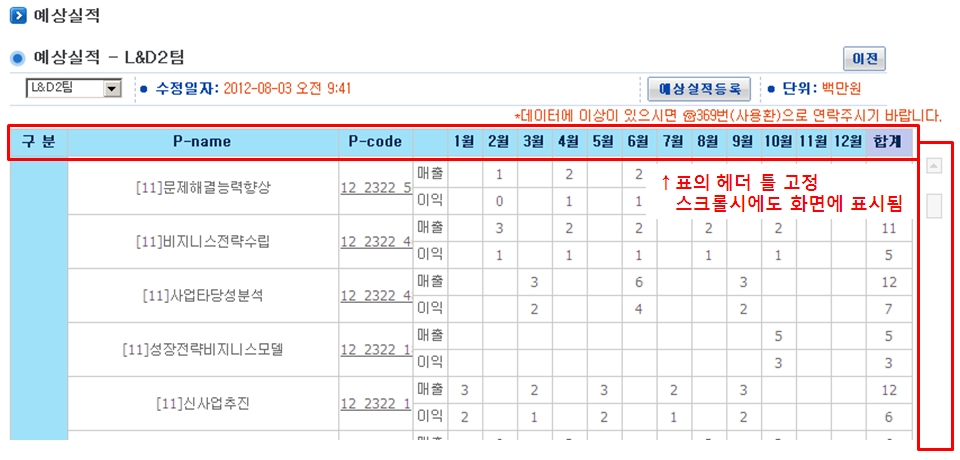 예상실적
예상실적 - L&D2팀
이전
L&D2팀
수정일자: 2012-08-03 오전 9:41
예상실적등록
단위: 백만원
*데이터에 이상이 있으시면 ☎369번(사용환)으로 연락주시기 바랍니다.
구 분 P-name P-code 1월 2월 3월 4월 5월 6월 7월 8월 9월 10월 11월 12월 합계
[11]문제해결능력향상 12_2322_5 매출 1 2 2
이익 0 1 1
↑ 표의 헤더 틀 고정
스크롤시에도 화면에 표시됨
[11]비지니스전략수립 12_2322_4 매출 3 2 2 2 2 11
이익 1 1 1 1 1 5
[11]사업타당성분석 12_2322_4 매출 3 6 3 12
이익 2 4 2 7
[11]성장전략비지니스모델 12_2322_1 매출 5 5
이익 3 3
[11]신사업추진 12_2322_1 매출 3 2 3 2 3 12
이익 2 1 2 1 2 6